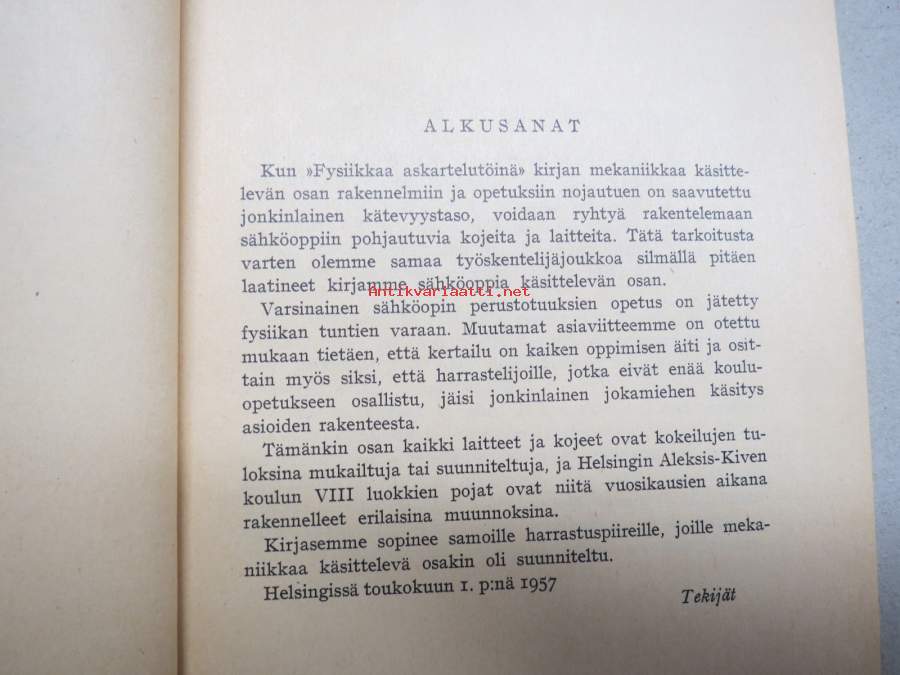 ALKUSANAT
Kun »Fysiikkaa askartelutöinä» kirjan mekaniikkaa käsitte-
levän osan rakennelmiin ja opetuksiin nojautuen on saavutettu
jonkinlainen kätevyystaso, voidaan ryhtyä rakentelemaan
sähköoppiin pohjautuvia kojeita ja laitteita. Tätä tarkoitusta
varten olemme samaa työskentelijäjoukkoa silmällä pitäen
laatineet kirjamme sähköoppia käsittelevän osan.
Antikvariaatti.net
Varsinainen sähköopin perustotuuksien opetus on jätetty
fysiikan tuntien varaan. Muutamat asiaviitteemme on otettu
mukaan tietäen, että kertailu on kaiken oppimisen äiti ja osit-
tain myös siksi, että harrastelijoille, jotka eivät enää koulu-
opetukseen osallistu, jäisi jonkinlainen jokamiehen käsitys
asioiden rakenteesta.
Tämänkin osan kaikki laitteet ja kojeet ovat kokeilujen tu-
loksina mukailtuja tai suunniteltuja, ja Helsingin Aleksis-Kiven
koulun VIII luokkien pojat ovat niitä vuosikausien aikana
rakennelleet erilaisina muunnoksina.
Kirjasemme sopinee samoille harrastuspiireille, joille meka-
niikkaa käsittelevä osakin oli suunniteltu.
Helsingissä toukokuun 1. p:nä 1957
Tekijät